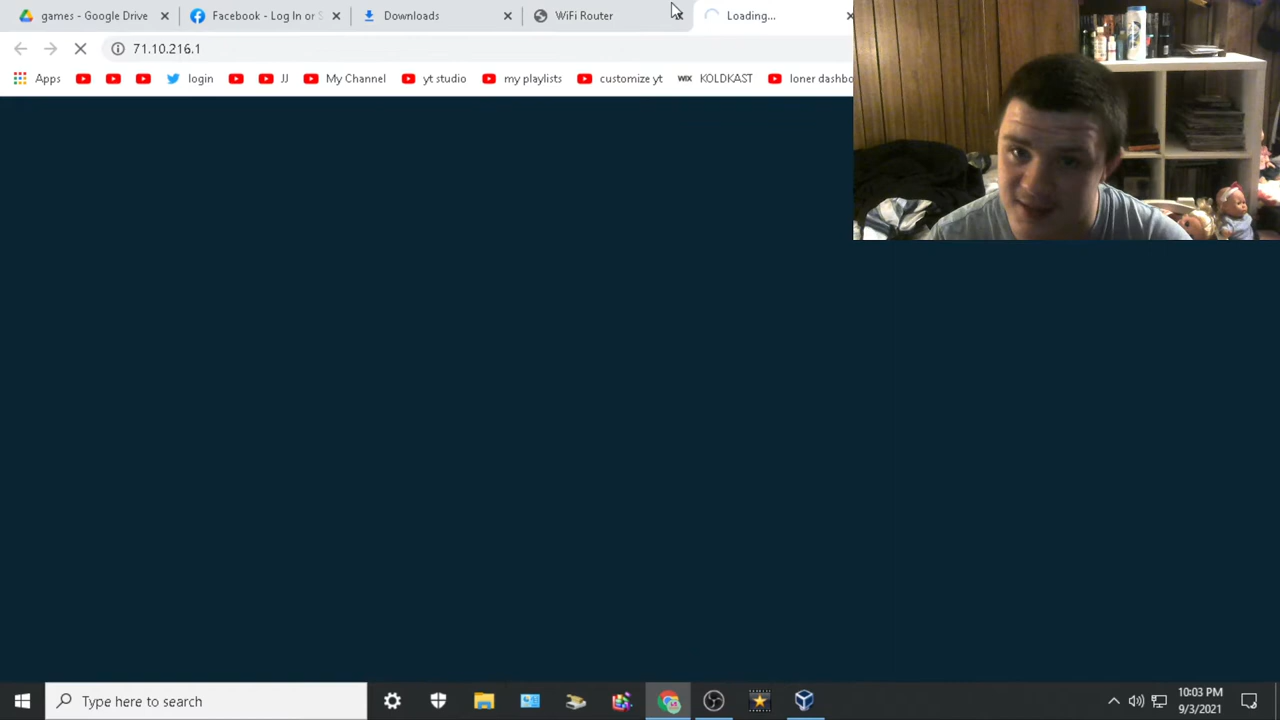 games - Google Drive
Facebook - Log In or S
Downloads
WiFi Router
Loading...
71.10.216.1
Apps
login
JJ
My Channel
yt studio
my playlists
customize yt
WIX KOLDKAST
loner dashbo
Type here to search
10:03 PM
9/3/2021